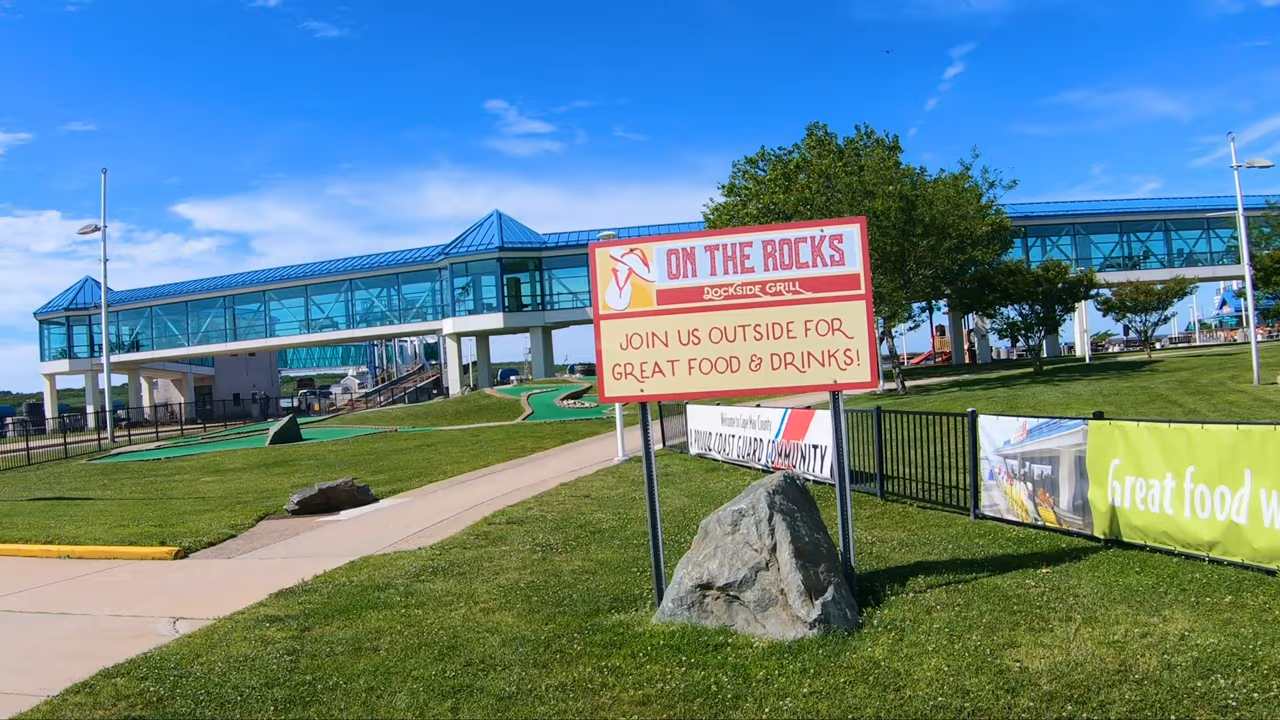 ON THE ROCKS
DOCKSIDE GRILL
JOIN US OUTSIDE FOR
GREAT FOOD & DRINKS!
Welcome to Cape May County
A PROUD COAST GUARD COMMUNITY
Great food w